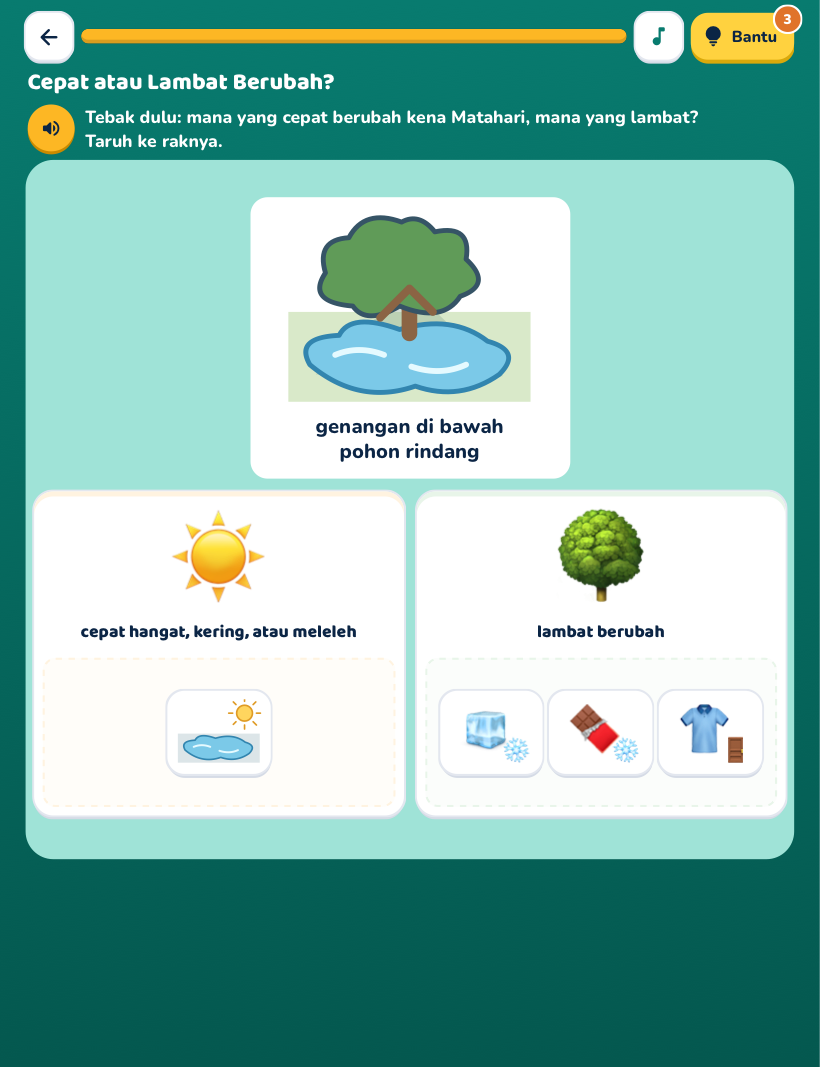 3
Bantu
Cepat atau Lambat Berubah?
Tebak dulu: mana yang cepat berubah kena Matahari, mana yang lambat?
Taruh ke raknya.
genangan di bawah
pohon rindang
cepat hangat, kering, atau meleleh
lambat berubah